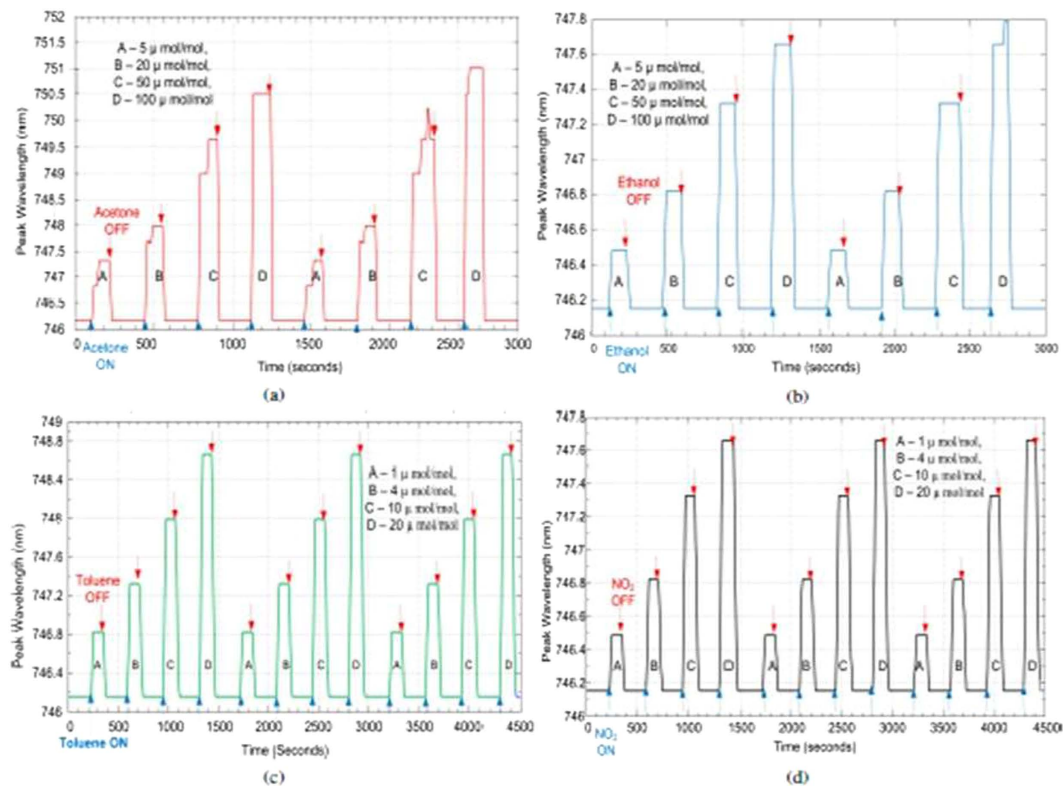 752
751.5
751
750.5
750
749.5
749
748.5
748
747.5
747
746.5
746
Peak Wavelength (nm)
A – 5 µ mol/mol,
B – 20 µ mol/mol,
C – 50 µ mol/mol,
D – 100 µ mol/mol
Acetone
OFF
A B C D A B C D
0 500 1000 1500 2000 2500 3000
Acetone
ON
Time (seconds)
(a)
747.8
747.6
747.4
747.2
747
746.8
746.6
746.4
746.2
746
Peak Wavelength (nm)
A – 5 µ mol/mol,
B – 20 µ mol/mol,
C – 50 µ mol/mol,
D – 100 µ mol/mol
Ethanol
OFF
A B C D A B C D
0 500 1000 1500 2000 2500 3000
Ethanol
ON
Time (seconds)
(b)
749
748.8
748.4
748
747.6
747.2
746.8
746.4
746
Peak Wavelength (nm)
A – 1 µ mol/mol,
B – 4 µ mol/mol,
C – 10 µ mol/mol,
D – 20 µ mol/mol
Toluene
OFF
A B C D A B C D A B C D
0 500 1000 1500 2000 2500 3000 3500 4000 4500
Toluene ON
Time (Seconds)
(c)
747.8
747.6
747.4
747.2
747
746.8
746.6
746.4
746.2
746
Peak Wavelength (nm)
A – 1 µ mol/mol,
B – 4 µ mol/mol,
C – 10 µ mol/mol,
D – 20 µ mol/mol
NO₂
OFF
A B C D A B C D A B C D
0 500 1000 1500 2000 2500 3000 3500 4000 4500
NO₂
ON
Time (seconds)
(d)